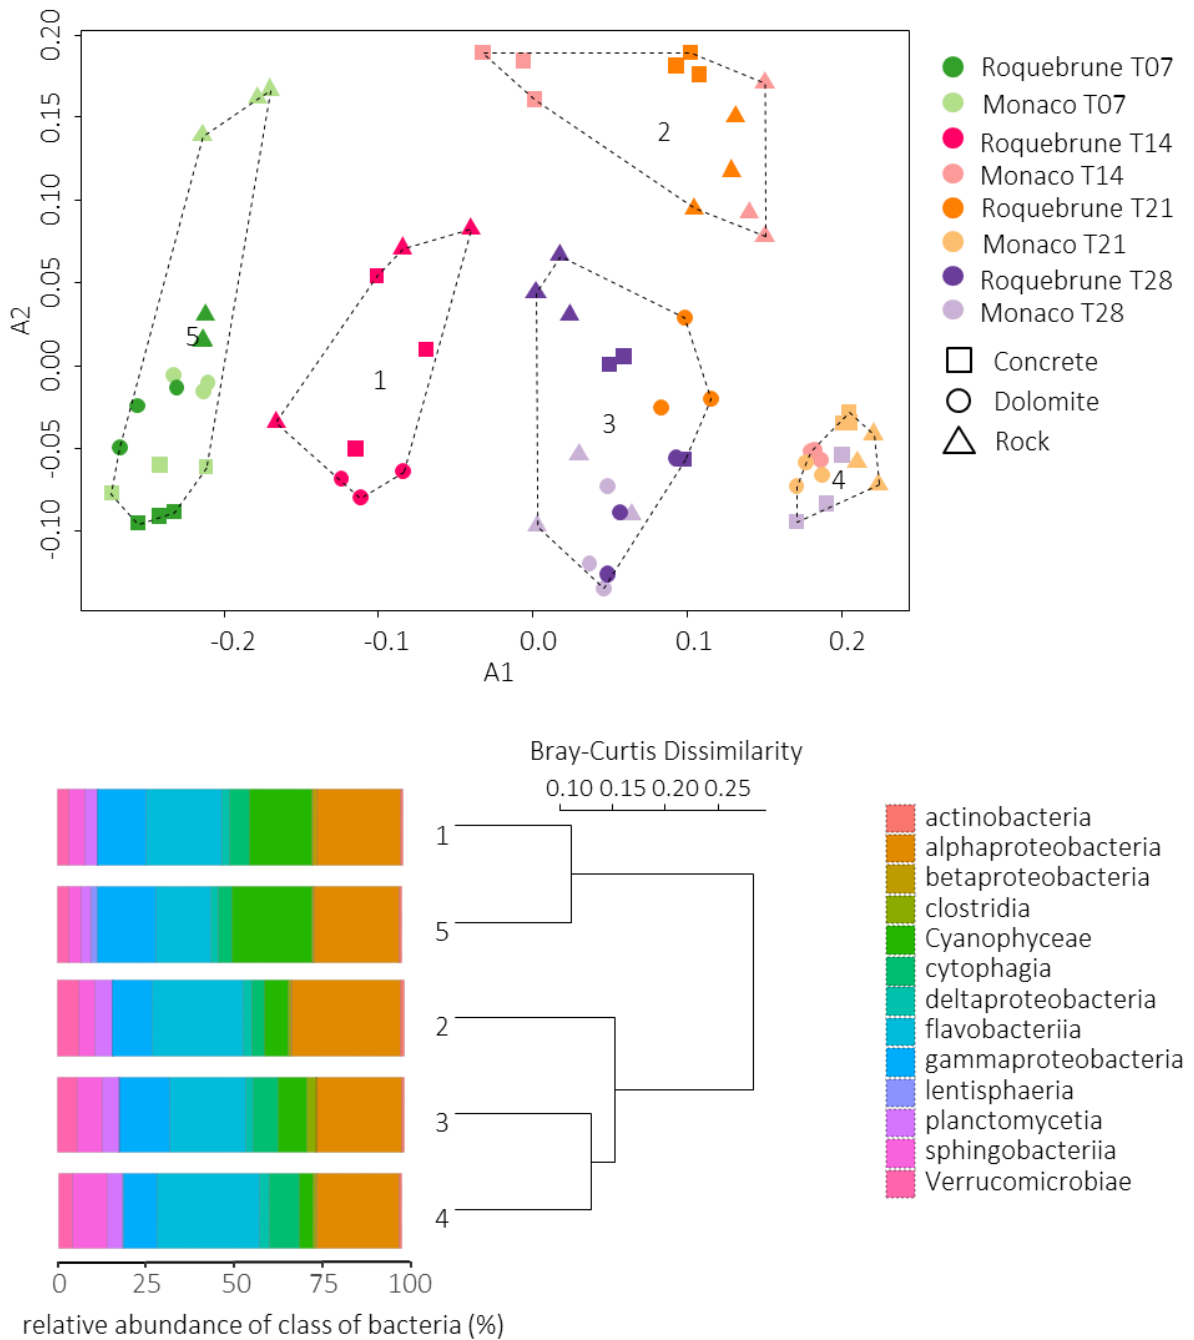 0.20
0.15
0.10
0.05
0.00
-0.05
-0.10
A2
-0.2 -0.1 0.0 0.1 0.2
A1
5
1
2
3
4
Roquebrune T07
Monaco T07
Roquebrune T14
Monaco T14
Roquebrune T21
Monaco T21
Roquebrune T28
Monaco T28
Concrete
Dolomite
Rock
Bray-Curtis Dissimilarity
0.10 0.15 0.20 0.25
1
5
2
3
4
0 25 50 75 100
relative abundance of class of bacteria (%)
actinobacteria
alphaproteobacteria
betaproteobacteria
clostridia
Cyanophyceae
cytophagia
deltaproteobacteria
flavobacteriia
gammaproteobacteria
lentisphaeria
planctomycetia
sphingobacteriia
Verrucomicrobiae